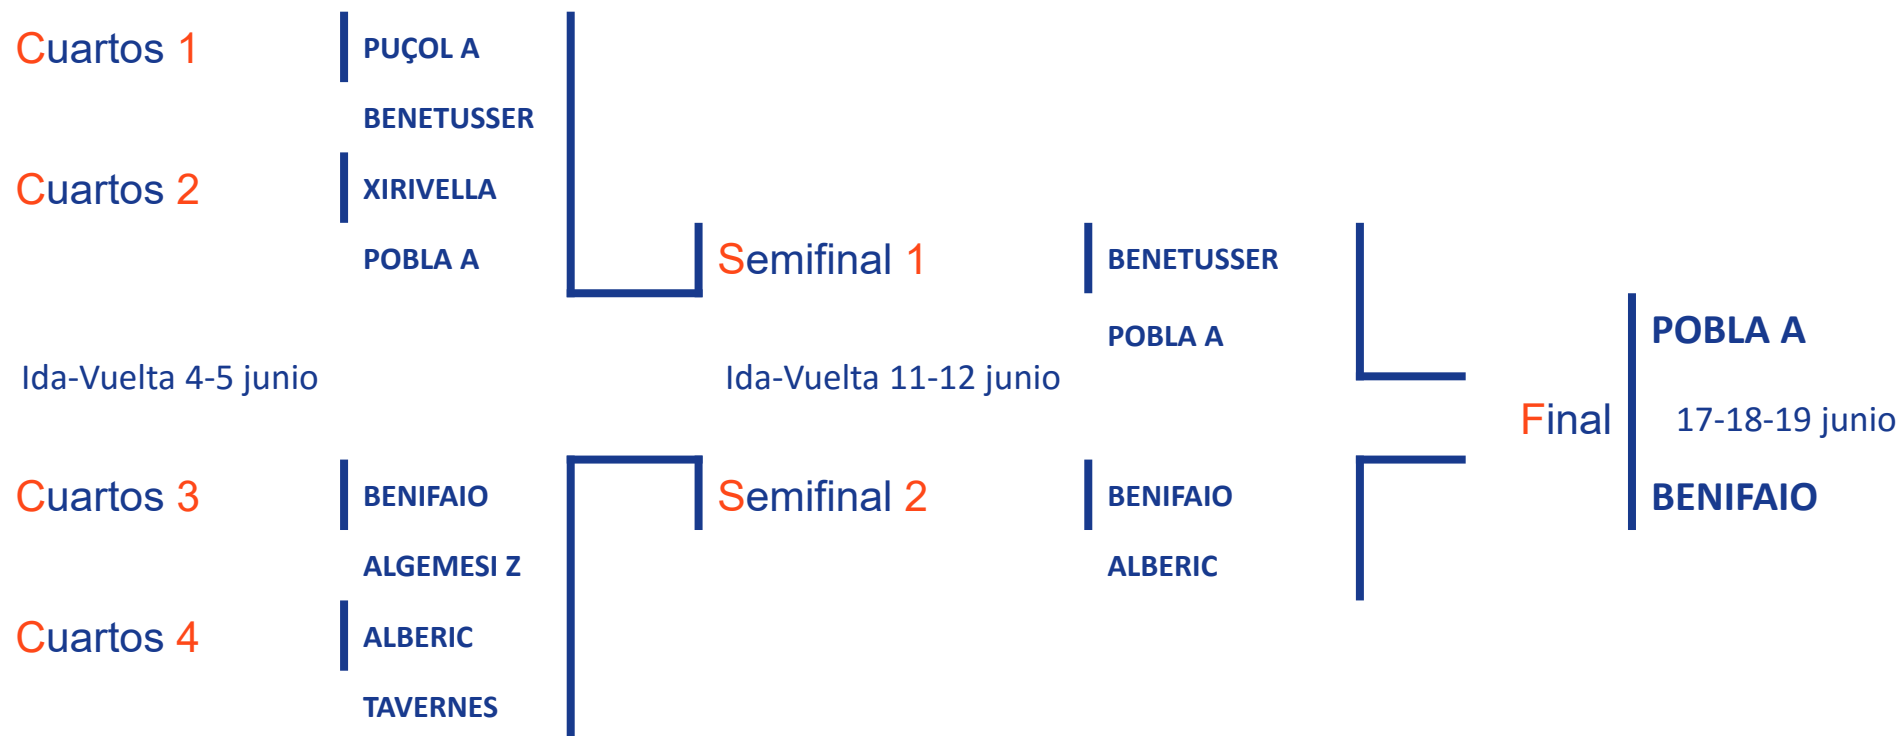 Cuartos 1
PUÇOL A
BENETUSSER
Cuartos 2
XIRIVELLA
POBLA A
Ida-Vuelta 4-5 junio
Cuartos 3
BENIFAIO
ALGEMESI Z
Cuartos 4
ALBERIC
TAVERNES
Semifinal 1
BENETUSSER
POBLA A
Ida-Vuelta 11-12 junio
Semifinal 2
BENIFAIO
ALBERIC
Final
POBLA A
17-18-19 junio
BENIFAIO